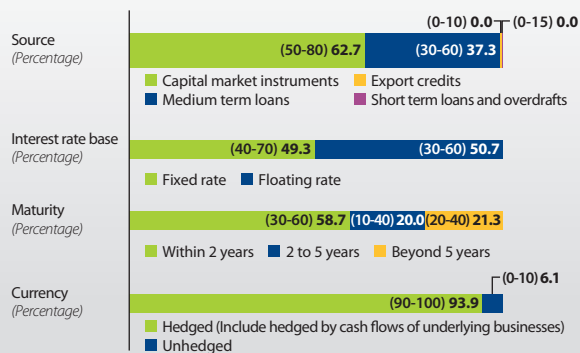 (0-10) 0.0 (0-15) 0.0
Source
(Percentage)
(50-80) 62.7 (30-60) 37.3
Capital market instruments Export credits
Medium term loans Short term loans and overdrafts
Interest rate base
(Percentage)
(40-70) 49.3 (30-60) 50.7
Fixed rate Floating rate
Maturity
(Percentage)
(30-60) 58.7 (10-40) 20.0 (20-40) 21.3
Within 2 years 2 to 5 years Beyond 5 years
(0-10) 6.1
Currency
(Percentage)
(90-100) 93.9
Hedged (Include hedged by cash flows of underlying businesses)
Unhedged